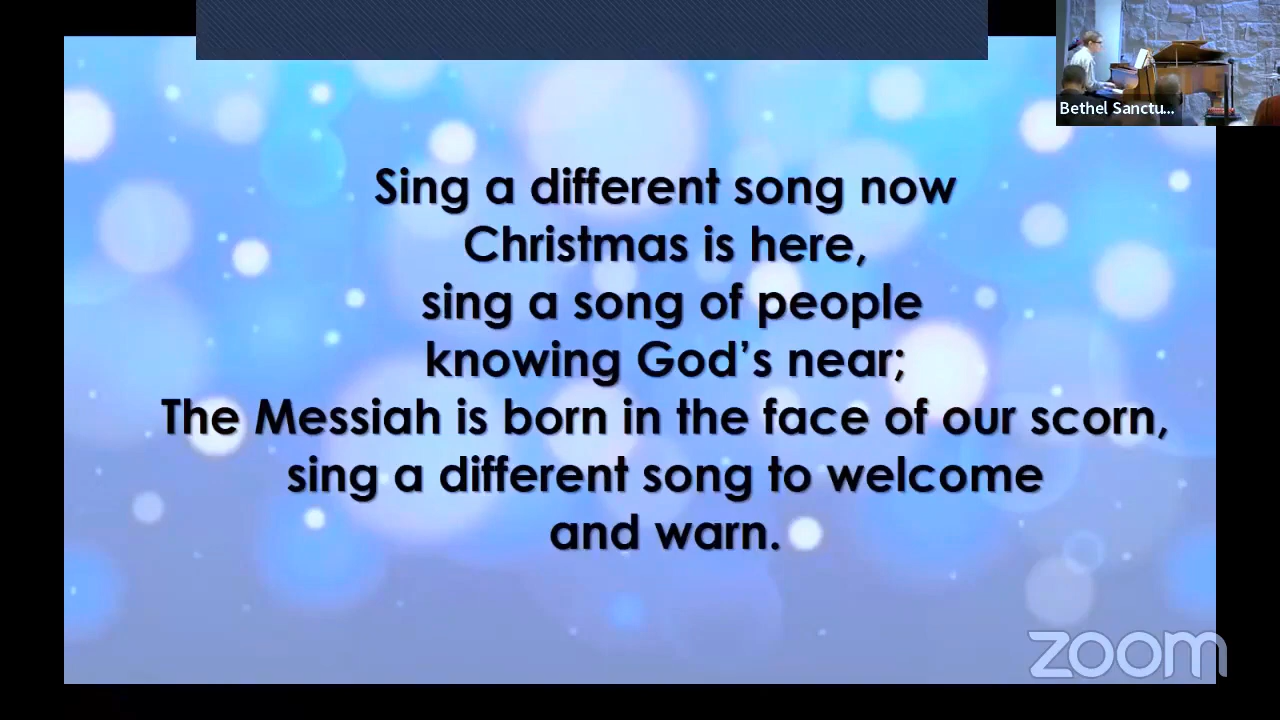 Bethel Sanctu...
Sing a different song now
Christmas is here,
sing a song of people
knowing God’s near;
The Messiah is born in the face of our scorn,
sing a different song to welcome
and warn.
zoom